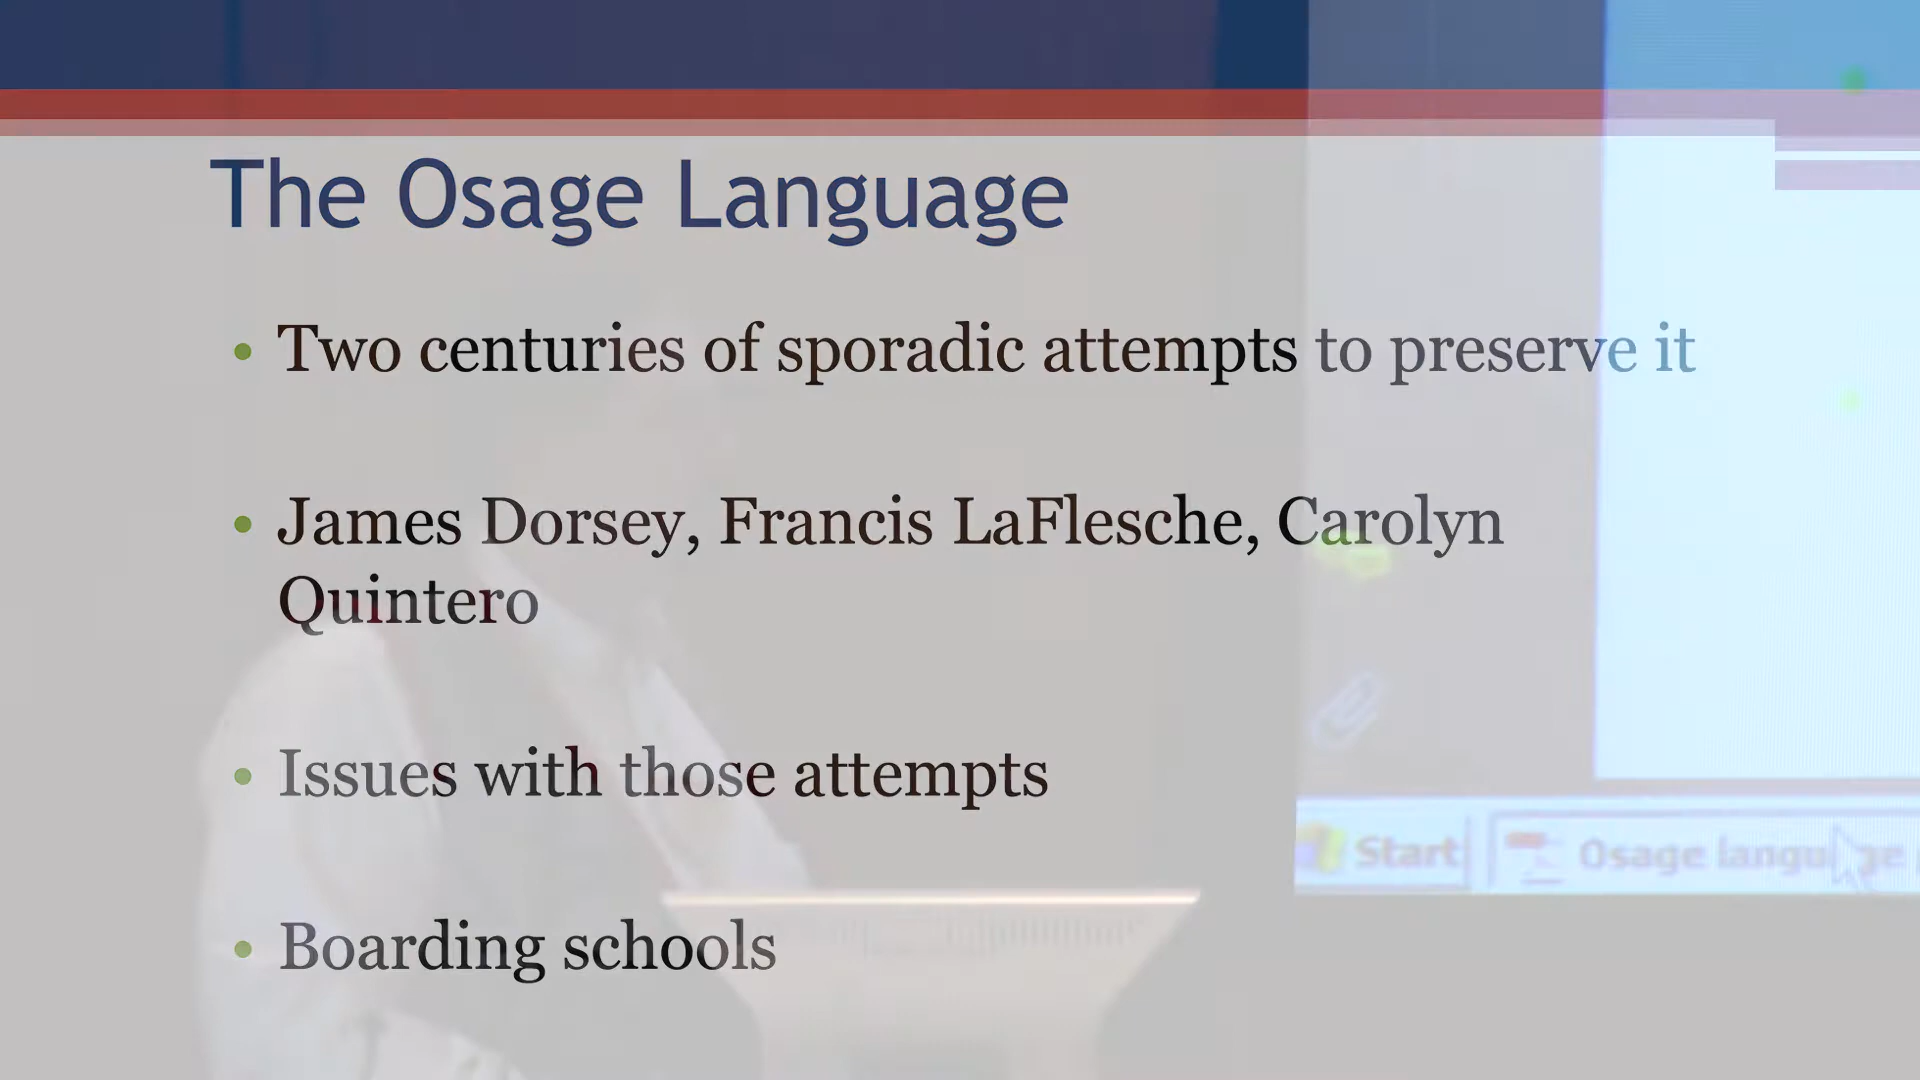 The Osage Language
• Two centuries of sporadic attempts to preserve it
• James Dorsey, Francis LaFlesche, Carolyn
Quintero
• Issues with those attempts
• Boarding schools
Start
Osage language